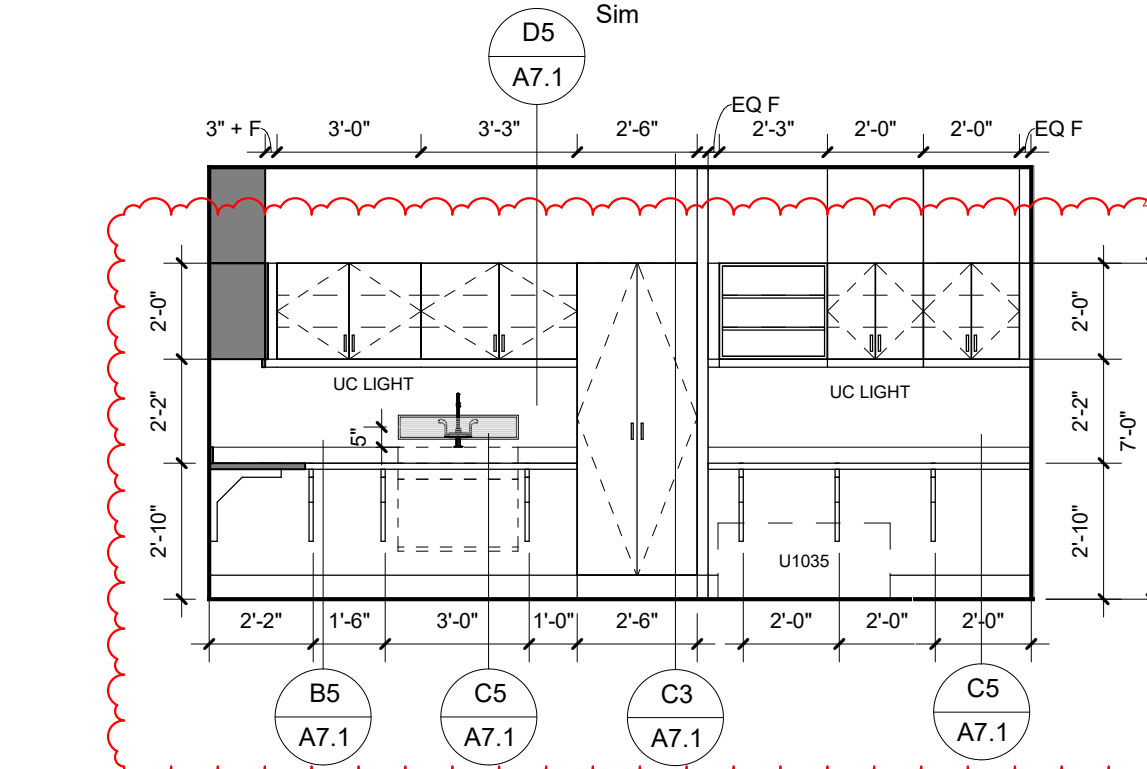 Sim
D5
A7.1
3" + F
3'-0"
3'-3"
2'-6"
EQ F
2'-3"
2'-0"
2'-0"
EQ F
2'-0"
2'-2"
2'-10"
UC LIGHT
5"
UC LIGHT
U1035
2'-0"
2'-2"
2'-10"
7'-0"
2'-2"
1'-6"
3'-0"
1'-0"
2'-6"
2'-0"
2'-0"
2'-0"
B5
A7.1
C5
A7.1
C3
A7.1
C5
A7.1